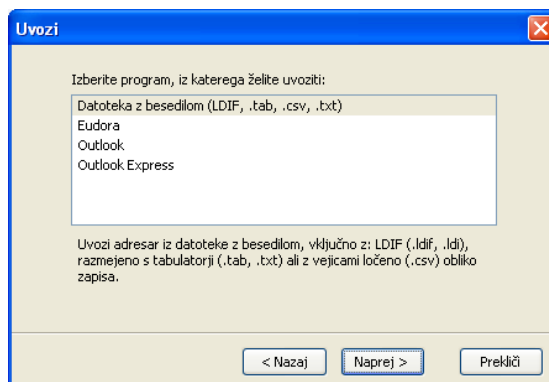 Uvozi
Izberite program, iz katerega želite uvoziti:
Datoteka z besedilom (LDIF, .tab, .csv, .txt)
Eudora
Outlook
Outlook Express
Uvozi adresar iz datoteke z besedilom, vključno z: LDIF (.ldif, .ldi),
razmejeno s tabulatorji (.tab, .txt) ali z vejicami ločeno (.csv) obliko
zapisa.
< Nazaj
Naprej >
Prekliči